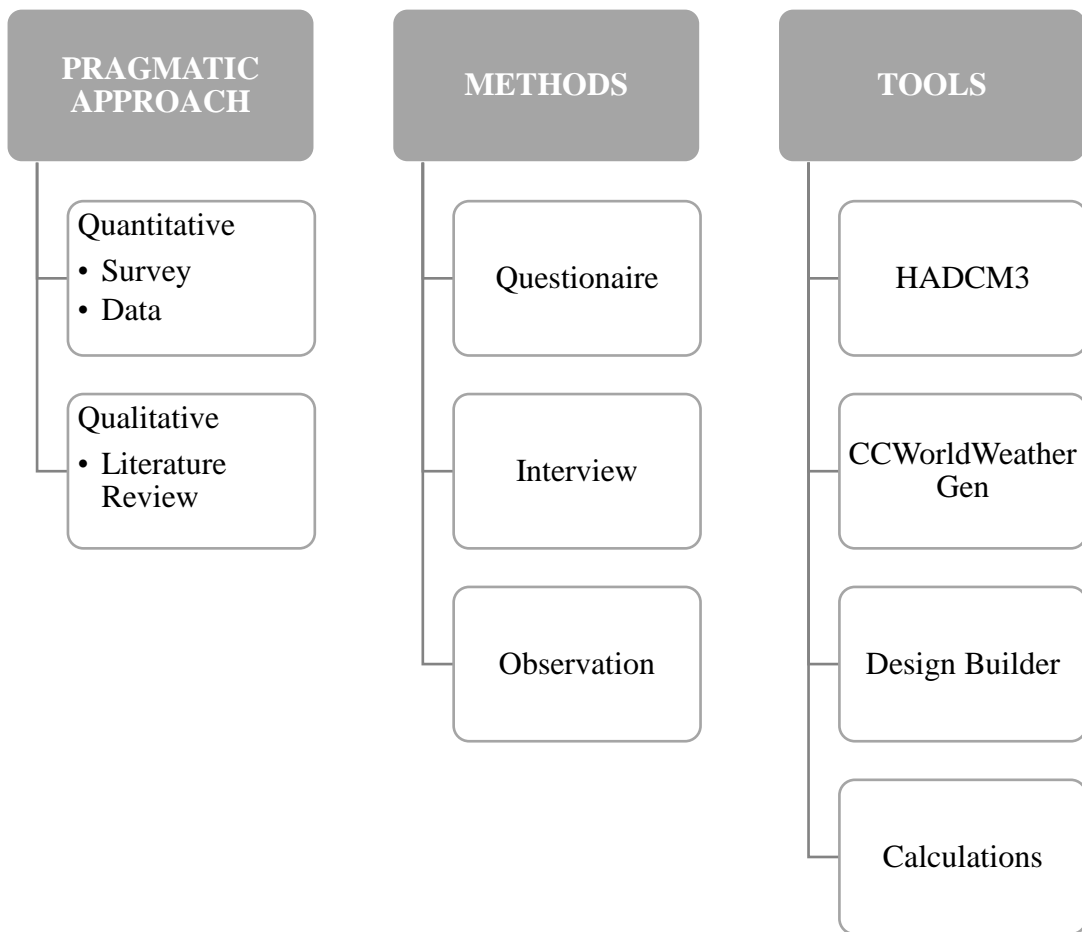 PRAGMATIC
APPROACH
Quantitative
• Survey
• Data
Qualitative
• Literature
Review
METHODS
Questionaire
Interview
Observation
TOOLS
HADCM3
CCWorldWeather
Gen
Design Builder
Calculations